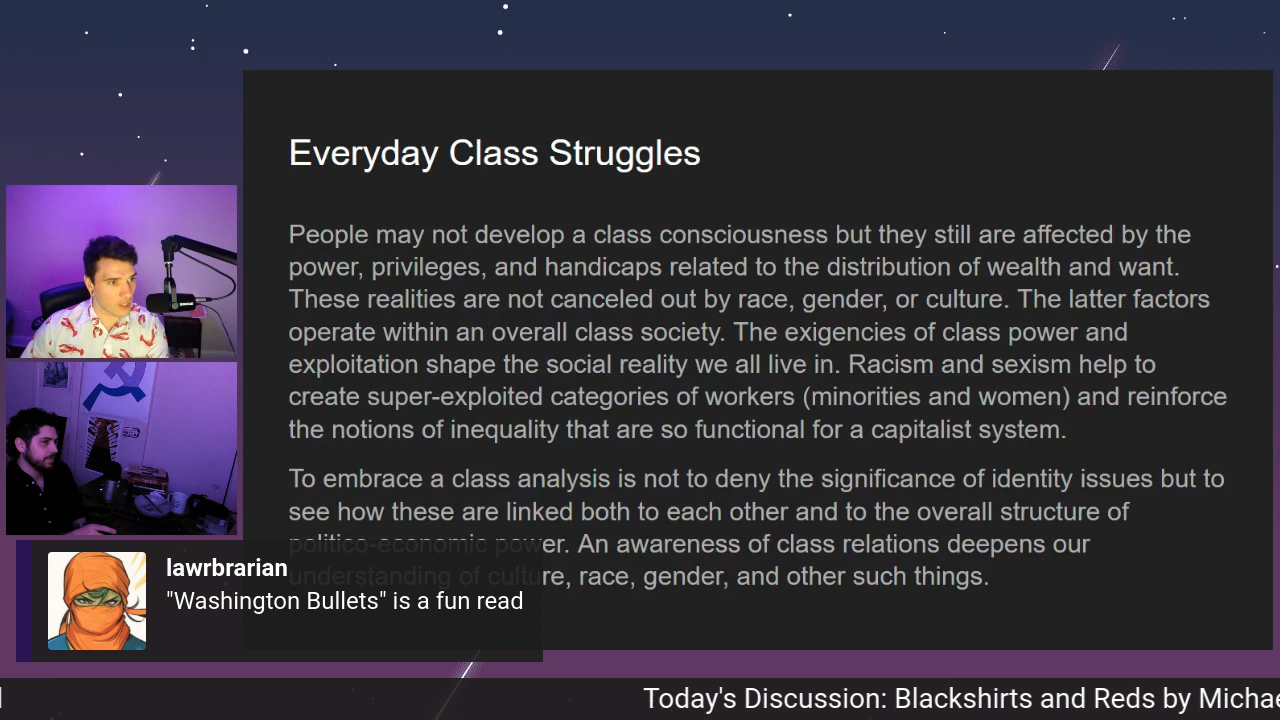 Everyday Class Struggles
People may not develop a class consciousness but they still are affected by the
power, privileges, and handicaps related to the distribution of wealth and want.
These realities are not canceled out by race, gender, or culture. The latter factors
operate within an overall class society. The exigencies of class power and
exploitation shape the social reality we all live in. Racism and sexism help to
create super-exploited categories of workers (minorities and women) and reinforce
the notions of inequality that are so functional for a capitalist system.
To embrace a class analysis is not to deny the significance of identity issues but to
see how these are linked both to each other and to the overall structure of
politico-economic power. An awareness of class relations deepens our
understanding of culture, race, gender, and other such things.
lawrbrarian
"Washington Bullets" is a fun read
Today's Discussion: Blackshirts and Reds by Michae